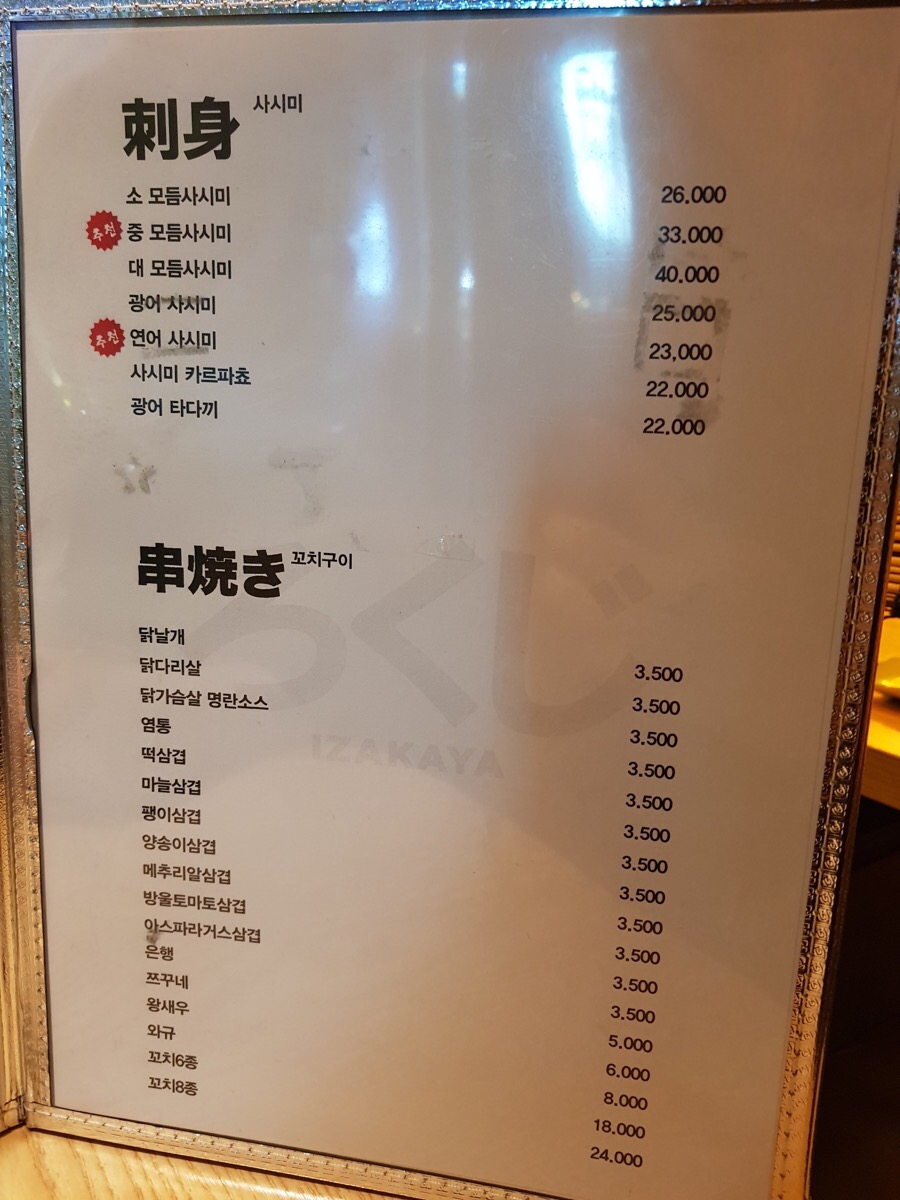 刺身 사시미
소 모듬사시미 26.000
추천 중 모듬사시미 33.000
대 모듬사시미 40.000
광어 사시미 25.000
추천 연어 사시미 23,000
사시미 카르파쵸 22.000
광어 타다끼 22.000
串焼き 꼬치구이
ろくじ
IZAKAYA
닭날개 3.500
닭다리살 3.500
닭가슴살 명란소스 3.500
염통 3.500
떡삼겹 3.500
마늘삼겹 3.500
팽이삼겹 3.500
양송이삼겹 3.500
메추리알삼겹 3.500
방울토마토삼겹 3.500
아스파라거스삼겹 3.500
은행 3.500
쯔꾸네 5.000
왕새우 6.000
와규 8.000
꼬치6종 18.000
꼬치8종 24.000